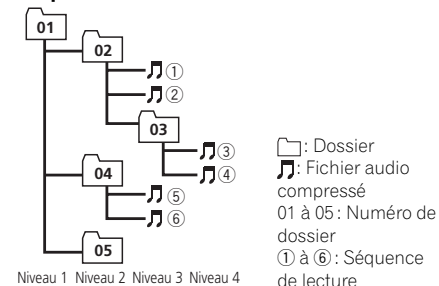 01
02
①
②
03
③
④
04
⑤
⑥
05
Niveau 1 Niveau 2 Niveau 3 Niveau 4
: Dossier
: Fichier audio
compressé
01 à 05 : Numéro de
dossier
① à ⑥ : Séquence
de lecture